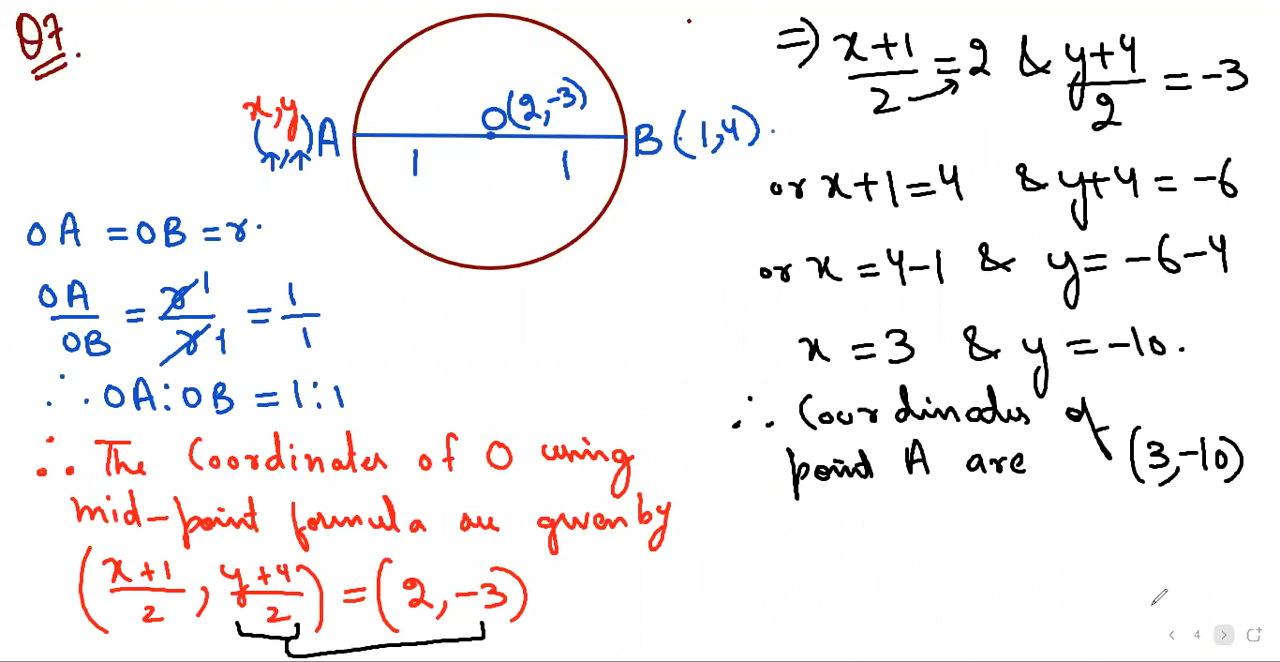 Q7.
(x,y)A
O(2,-3)
B(1,4).
1 1
OA = OB = r.
OA/OB = r 1/r 1 = 1/1
∴ OA:OB = 1:1
∴ The Coordinates of O using
mid-point formula are given by
(x+1/2, y+4/2) = (2,-3)
⇒ x+1/2 = 2 & y+4/2 = -3
or x+1=4 & y+4=-6
or x=4-1 & y=-6-4
x=3 & y=-10.
∴ Coordinates of
point A are (3,-10)
4